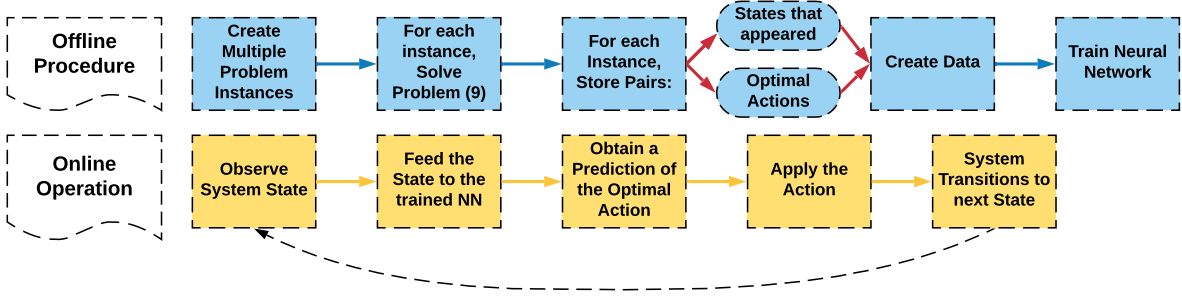 Offline
Procedure
Create
Multiple
Problem
Instances
For each
instance,
Solve
Problem (9)
For each
Instance,
Store Pairs:
States that
appeared
Optimal
Actions
Create Data
Train Neural
Network
Online
Operation
Observe
System State
Feed the
State to the
trained NN
Obtain a
Prediction of
the Optimal
Action
Apply the
Action
System
Transitions to
next State